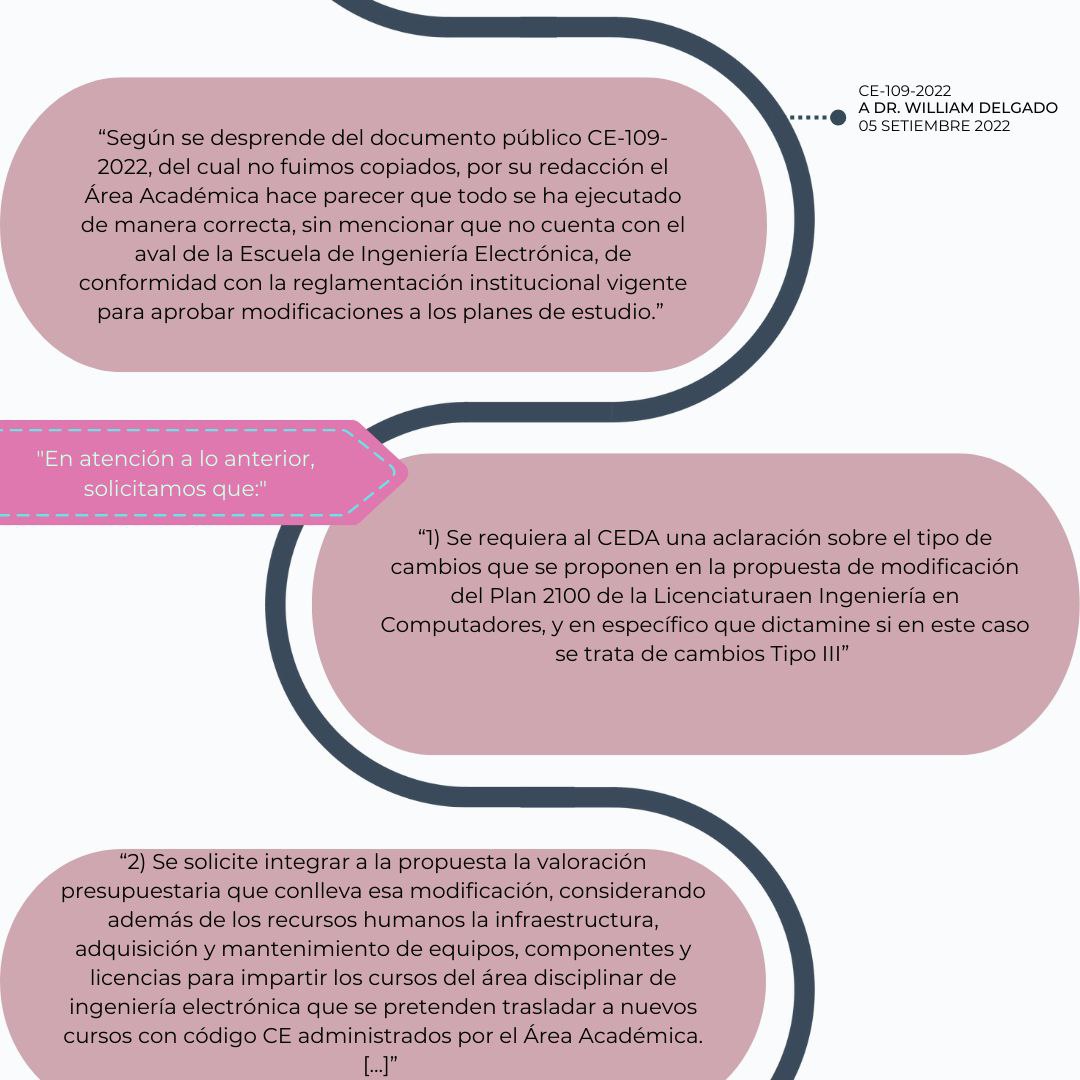 CE-109-2022
A DR. WILLIAM DELGADO
05 SETIEMBRE 2022
“Según se desprende del documento público CE-109-
2022, del cual no fuimos copiados, por su redacción el
Área Académica hace parecer que todo se ha ejecutado
de manera correcta, sin mencionar que no cuenta con el
aval de la Escuela de Ingeniería Electrónica, de
conformidad con la reglamentación institucional vigente
para aprobar modificaciones a los planes de estudio.”
"En atención a lo anterior,
solicitamos que:"
“1) Se requiera al CEDA una aclaración sobre el tipo de
cambios que se proponen en la propuesta de modificación
del Plan 2100 de la Licenciaturaen Ingeniería en
Computadores, y en específico que dictamine si en este caso
se trata de cambios Tipo III”
“2) Se solicite integrar a la propuesta la valoración
presupuestaria que conlleva esa modificación, considerando
además de los recursos humanos la infraestructura,
adquisición y mantenimiento de equipos, componentes y
licencias para impartir los cursos del área disciplinar de
ingeniería electrónica que se pretenden trasladar a nuevos
cursos con código CE administrados por el Área Académica.
[...]”